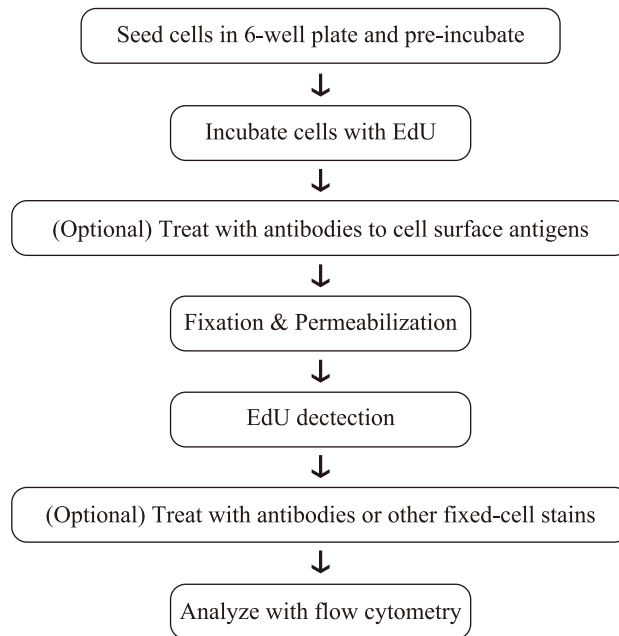 Seed cells in 6-well plate and pre-incubate
Incubate cells with EdU
(Optional) Treat with antibodies to cell surface antigens
Fixation & Permeabilization
EdU dectection
(Optional) Treat with antibodies or other fixed-cell stains
Analyze with flow cytometry